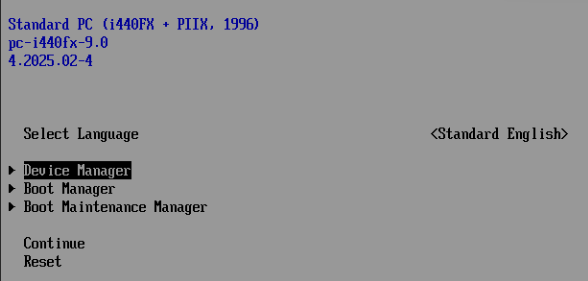 Standard PC (i440FX + PIIX, 1996)
pc-i440fx-9.0
4.2025.02-4
Select Language <Standard English>
Device Manager
Boot Manager
Boot Maintenance Manager
Continue
Reset